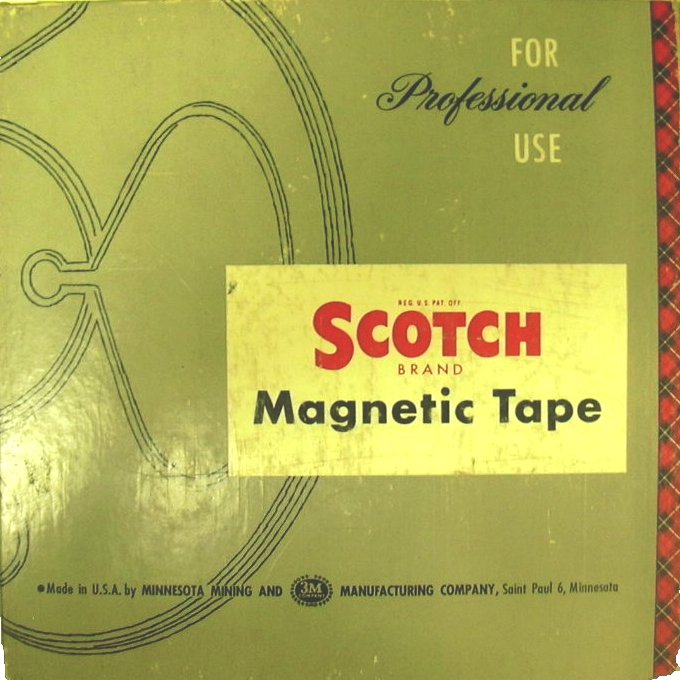 FOR
Professional
USE
REG. U.S. PAT. OFF.
SCOTCH
BRAND
Magnetic Tape
•Made in U.S.A. by MINNESOTA MINING AND 3M COMPANY MANUFACTURING COMPANY, Saint Paul 6, Minnesota